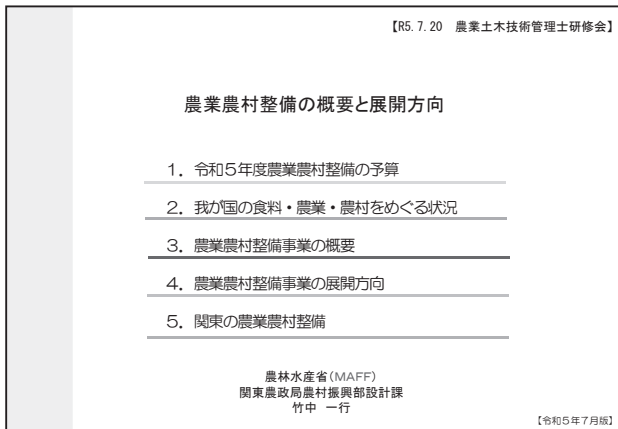 【R5.7.20　農業土木技術管理士研修会】
農業農村整備の概要と展開方向
1．令和5年度農業農村整備の予算
2．我が国の食料・農業・農村をめぐる状況
3．農業農村整備事業の概要
4．農業農村整備事業の展開方向
5．関東の農業農村整備
農林水産省(MAFF)
関東農政局農村振興部設計課
竹中　一行
【令和5年7月版】